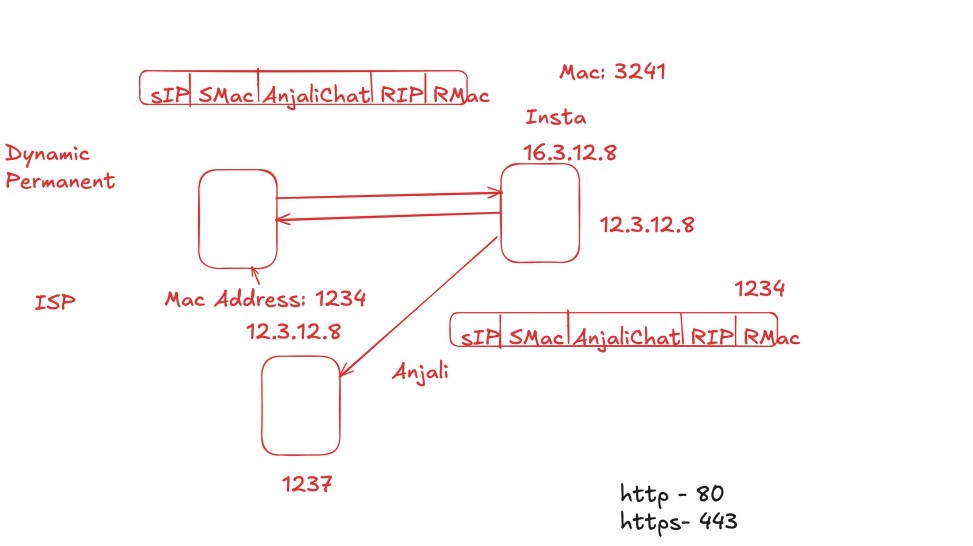 Mac: 3241
sIP SMac AnjaliChat RIP RMac
Insta
Dynamic
Permanent
16.3.12.8
12.3.12.8
ISP
Mac Address: 1234
12.3.12.8
1234
sIP SMac AnjaliChat RIP RMac
Anjali
1237
http - 80
https- 443